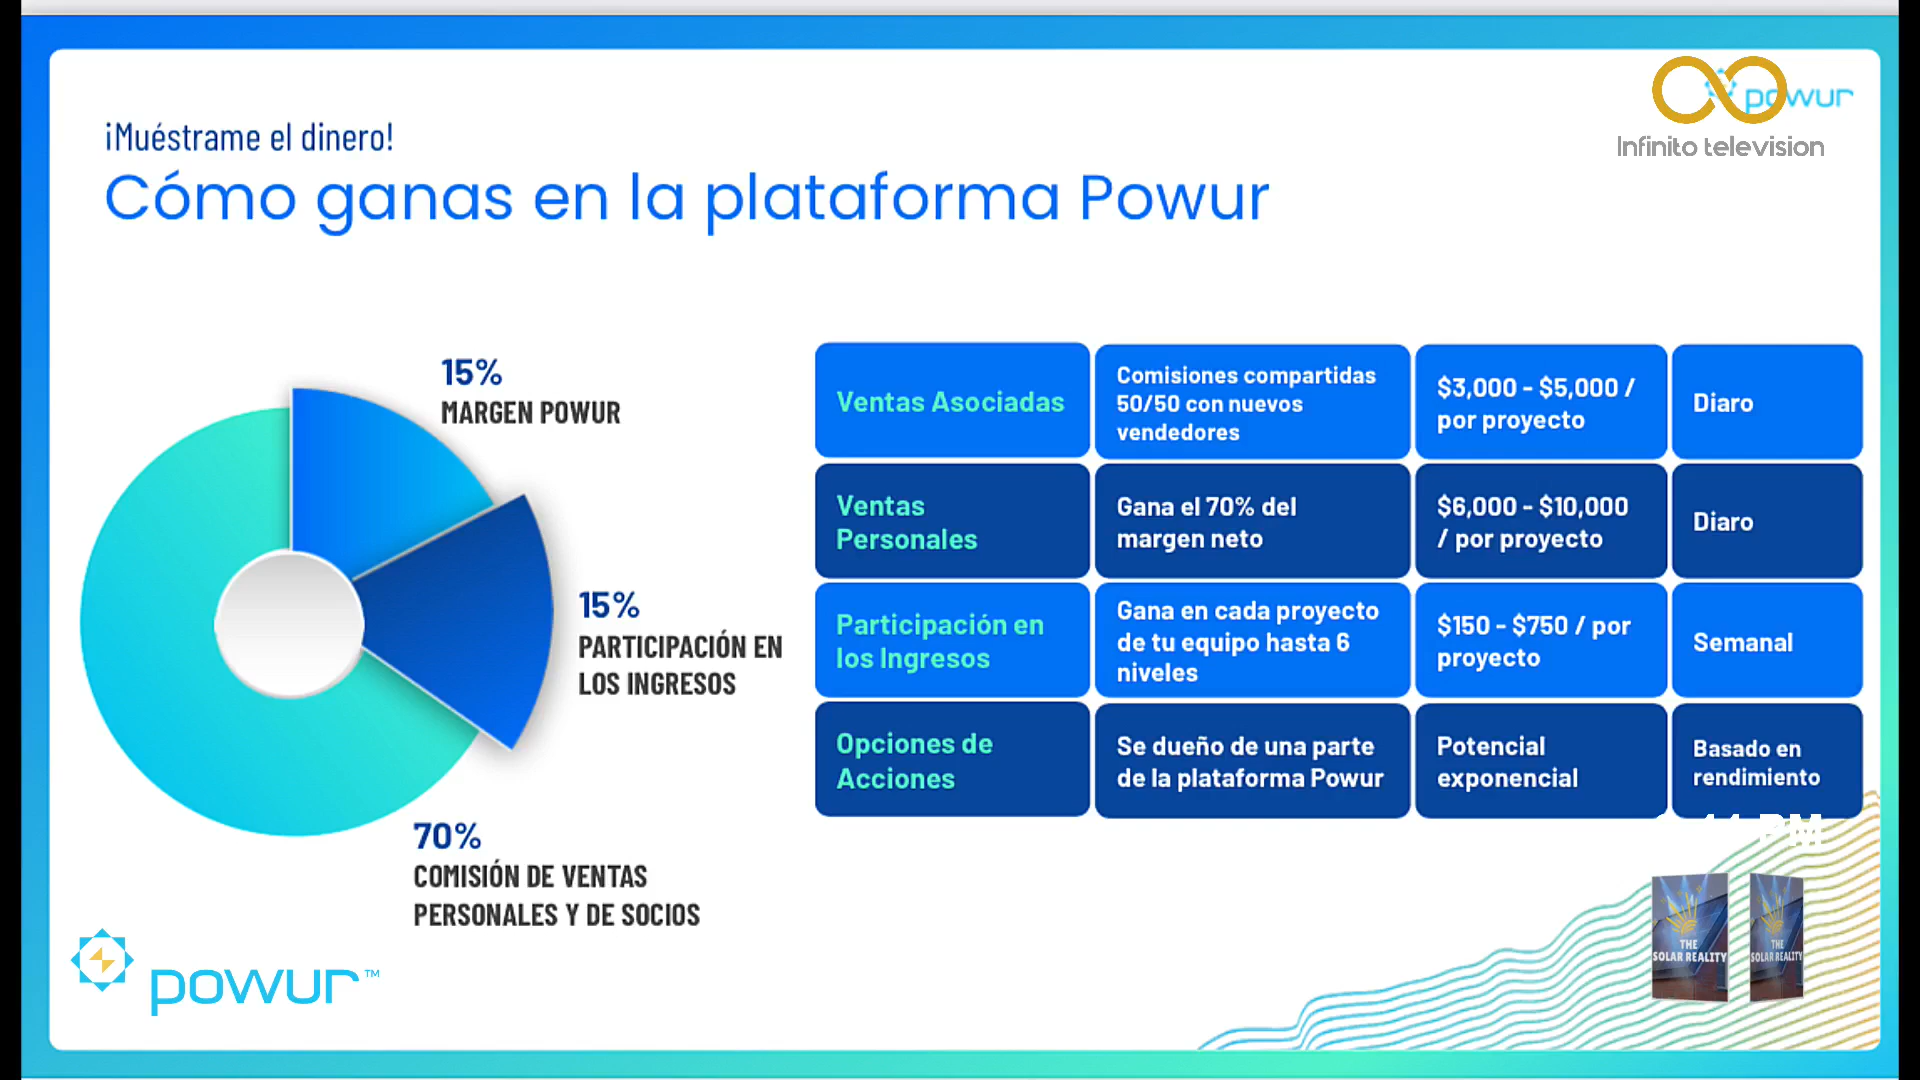 powur
Infinito television
¡Muéstrame el dinero!
Cómo ganas en la plataforma Powur
15%
MARGEN POWUR
15%
PARTICIPACIÓN EN
LOS INGRESOS
70%
COMISIÓN DE VENTAS
PERSONALES Y DE SOCIOS
Ventas Asociadas
Comisiones compartidas
50/50 con nuevos
vendedores
$3,000 - $5,000 /
por proyecto
Diaro
Ventas
Personales
Gana el 70% del
margen neto
$6,000 - $10,000
/ por proyecto
Diaro
Participación en
los Ingresos
Gana en cada proyecto
de tu equipo hasta 6
niveles
$150 - $750 / por
proyecto
Semanal
Opciones de
Acciones
Se dueño de una parte
de la plataforma Powur
Potencial
exponencial
Basado en
rendimiento
PM
THE
SOLAR REALITY
THE
SOLAR REALITY
powur™